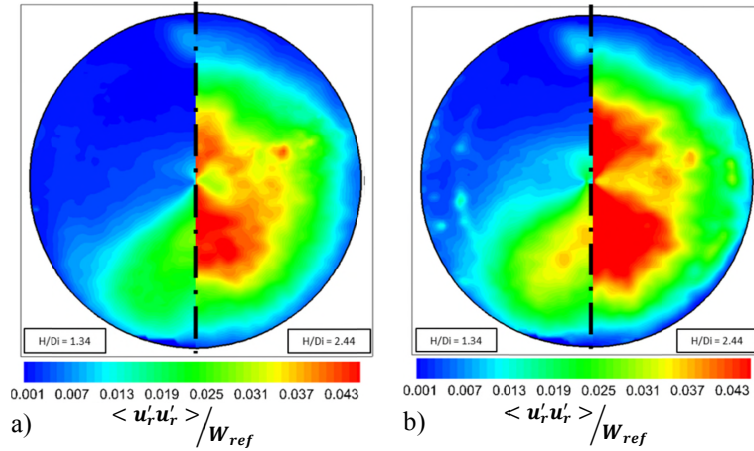 H/Di = 1.34 H/Di = 2.44
0.001 0.007 0.013 0.019 0.025 0.031 0.037 0.043
a) < u'ᵣu'ᵣ > / W_ref
H/Di = 1.34 H/Di = 2.44
0.001 0.007 0.013 0.019 0.025 0.031 0.037 0.043
b) < u'ᵣu'ᵣ > / W_ref